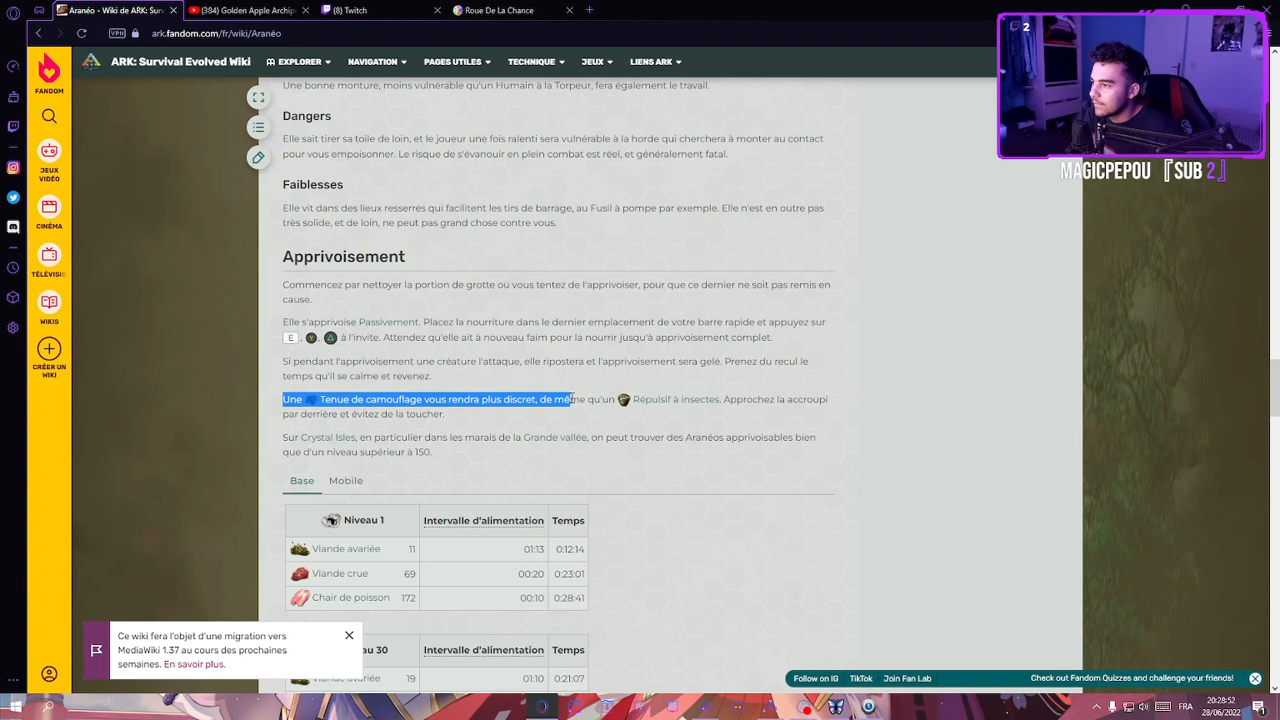 Wiki de ARK: Sur
(384) Golden Apple Archip
Twitch
Roue De La Chance
VPN
ark.fandom.com/fr/wiki/Aranéo
2
FANDOM
ARK: Survival Evolved Wiki
EXPLORER
NAVIGATION
PAGES UTILES
TECHNIQUE
JEUX
LIENS ARK
Une bonne monture, moins vulnérable qu'un Humain à la Torpeur, fera également le travail.
Dangers
Elle sait tirer sa toile de loin, et le joueur une fois ralenti sera vulnérable à la horde qui cherchera à monter au contact
pour vous empoisonner. Le risque de s'évanouir en plein combat est réel, et généralement fatal.
MAGICPEPOU 『SUB 2』
JEUX
VIDÉO
Faiblesses
Elle vit dans des lieux resserrés qui facilitent les tirs de barrage, au Fusil à pompe par exemple. Elle n'est en outre pas
très solide, et de loin, ne peut pas grand chose contre vous.
CINÉMA
Apprivoisement
TÉLÉVISIO
Commencez par nettoyer la portion de grotte où vous tentez de l'apprivoiser, pour que ce dernier ne soit pas remis en
cause.
WIKIS
Elle s'apprivoise Passivement. Placez la nourriture dans le dernier emplacement de votre barre rapide et appuyez sur
E , Y , à l'invite. Attendez qu'elle ait à nouveau faim pour la nourrir jusqu'à apprivoisement complet.
CRÉER UN
WIKI
Si pendant l'apprivoisement une créature l'attaque, elle ripostera et l'apprivoisement sera gelé. Prenez du recul le
temps qu'il se calme et revenez.
Une Tenue de camouflage vous rendra plus discret, de même qu'un Répulsif à insectes. Approchez la accroupi
par derrière et évitez de la toucher.
Sur Crystal Isles, en particulier dans les marais de la Grande vallée, on peut trouver des Aranéos apprivoisables bien
que d'un niveau supérieur à 150.
Base Mobile
Niveau 1 Intervalle d'alimentation Temps
Viande avariée 11 01:13 0:12:14
Viande crue 69 00:20 0:23:01
Chair de poisson 172 00:10 0:28:41
Ce wiki fera l'objet d'une migration vers
MediaWiki 1.37 au cours des prochaines
semaines. En savoir plus.
au 30 Intervalle d'alimentation Temps
Viande avariée 19 01:10 0:21:07
Follow on IG TikTok Join Fan Lab
Check out Fandom Quizzes and challenge your friends!
20:28:52
28/06/2022